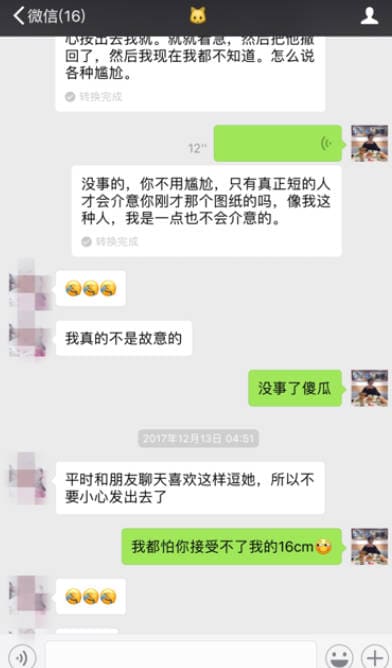 微信(16)
心按出去我就。就就看急，然后把他撤
回了，然后我现在我都不知道。怎么说
各种尴尬。
转换完成
12''
没事的，你不用尴尬，只有真正短的人
才会介意你刚才那个图纸的吗，像我这
种人，我是一点也不会介意的。
转换完成
我真的不是故意的
没事了傻瓜
2017年12月13日 04:51
平时和朋友聊天喜欢这样逗她，所以不
要小心发出去了
我都怕你接受不了我的16cm